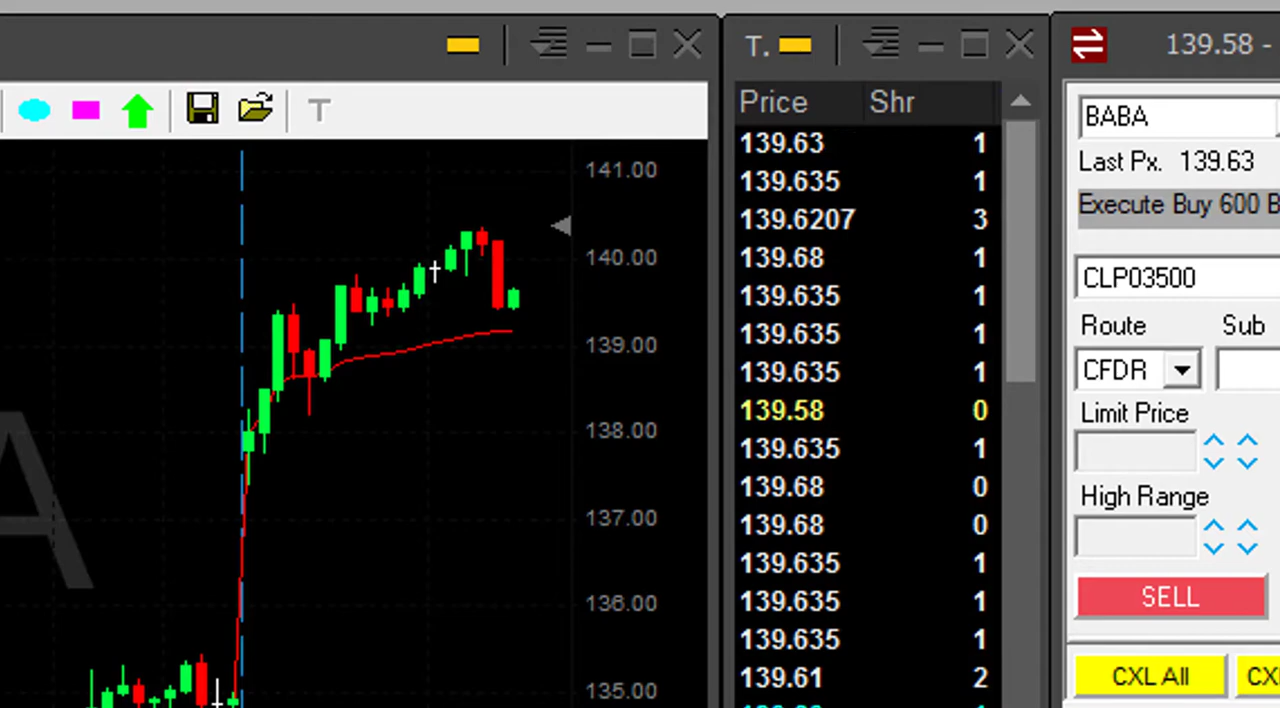 T.
139.58 -
T
Price Shr
139.63 1
139.635 1
139.6207 3
139.68 1
139.635 1
139.635 1
139.635 1
139.58 0
139.635 1
139.68 0
139.68 0
139.635 1
139.635 1
139.635 1
139.61 2
141.00
140.00
139.00
138.00
137.00
136.00
135.00
A
BABA
Last Px. 139.63
Execute Buy 600 B
CLP03500
Route Sub
CFDR
Limit Price
High Range
SELL
CXL All CX